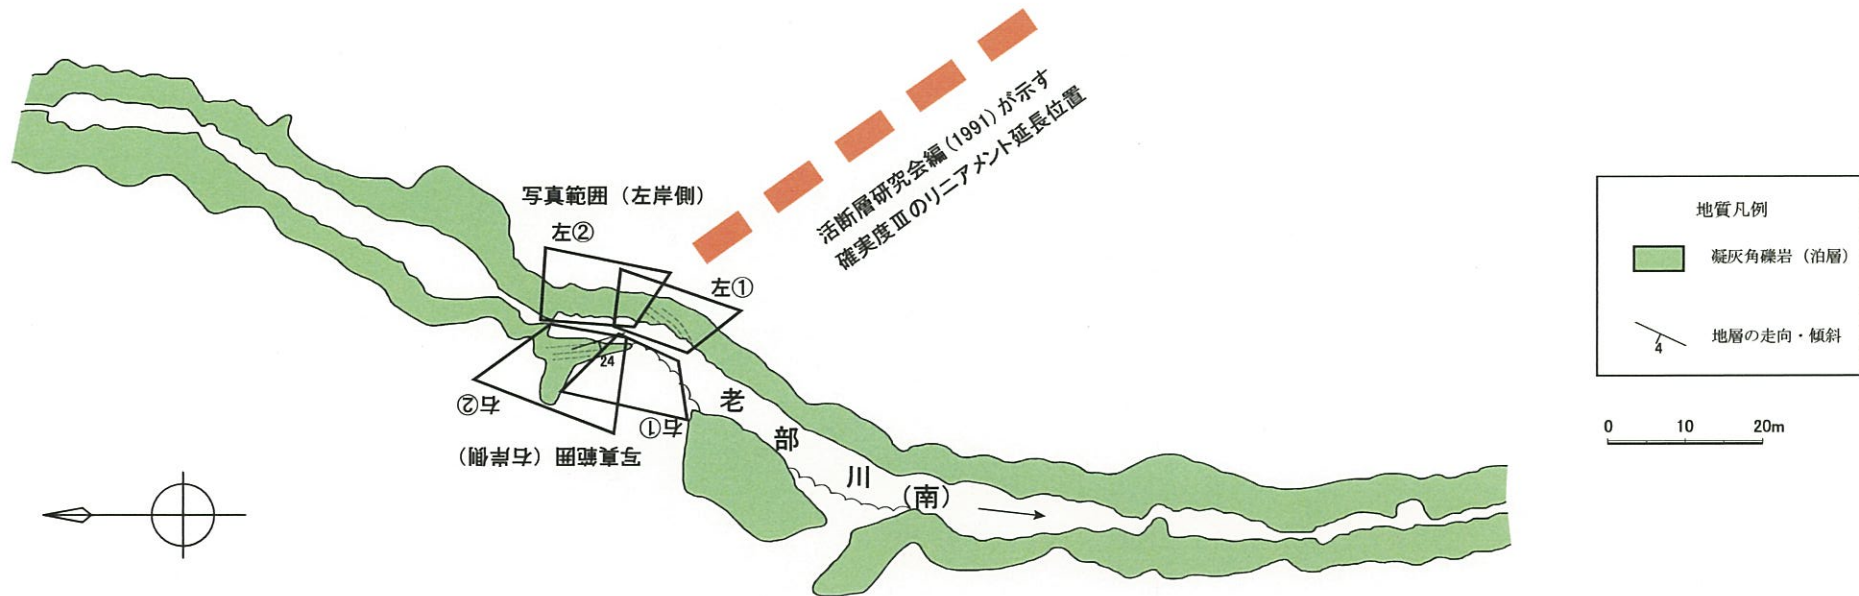 活断層研究会編(1991)が示す
確実度Ⅲのリニアメント延長位置
写真範囲(左岸側)
左②
左①
24
右②
右①
写真範囲(右岸側)
老部川(南)
地質凡例
凝灰角礫岩(泊層)
4
地層の走向・傾斜
0 10 20m